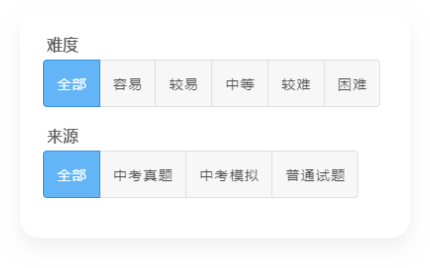 难度
全部 容易 较易 中等 较难 困难
来源
全部 中考真题 中考模拟 普通试题